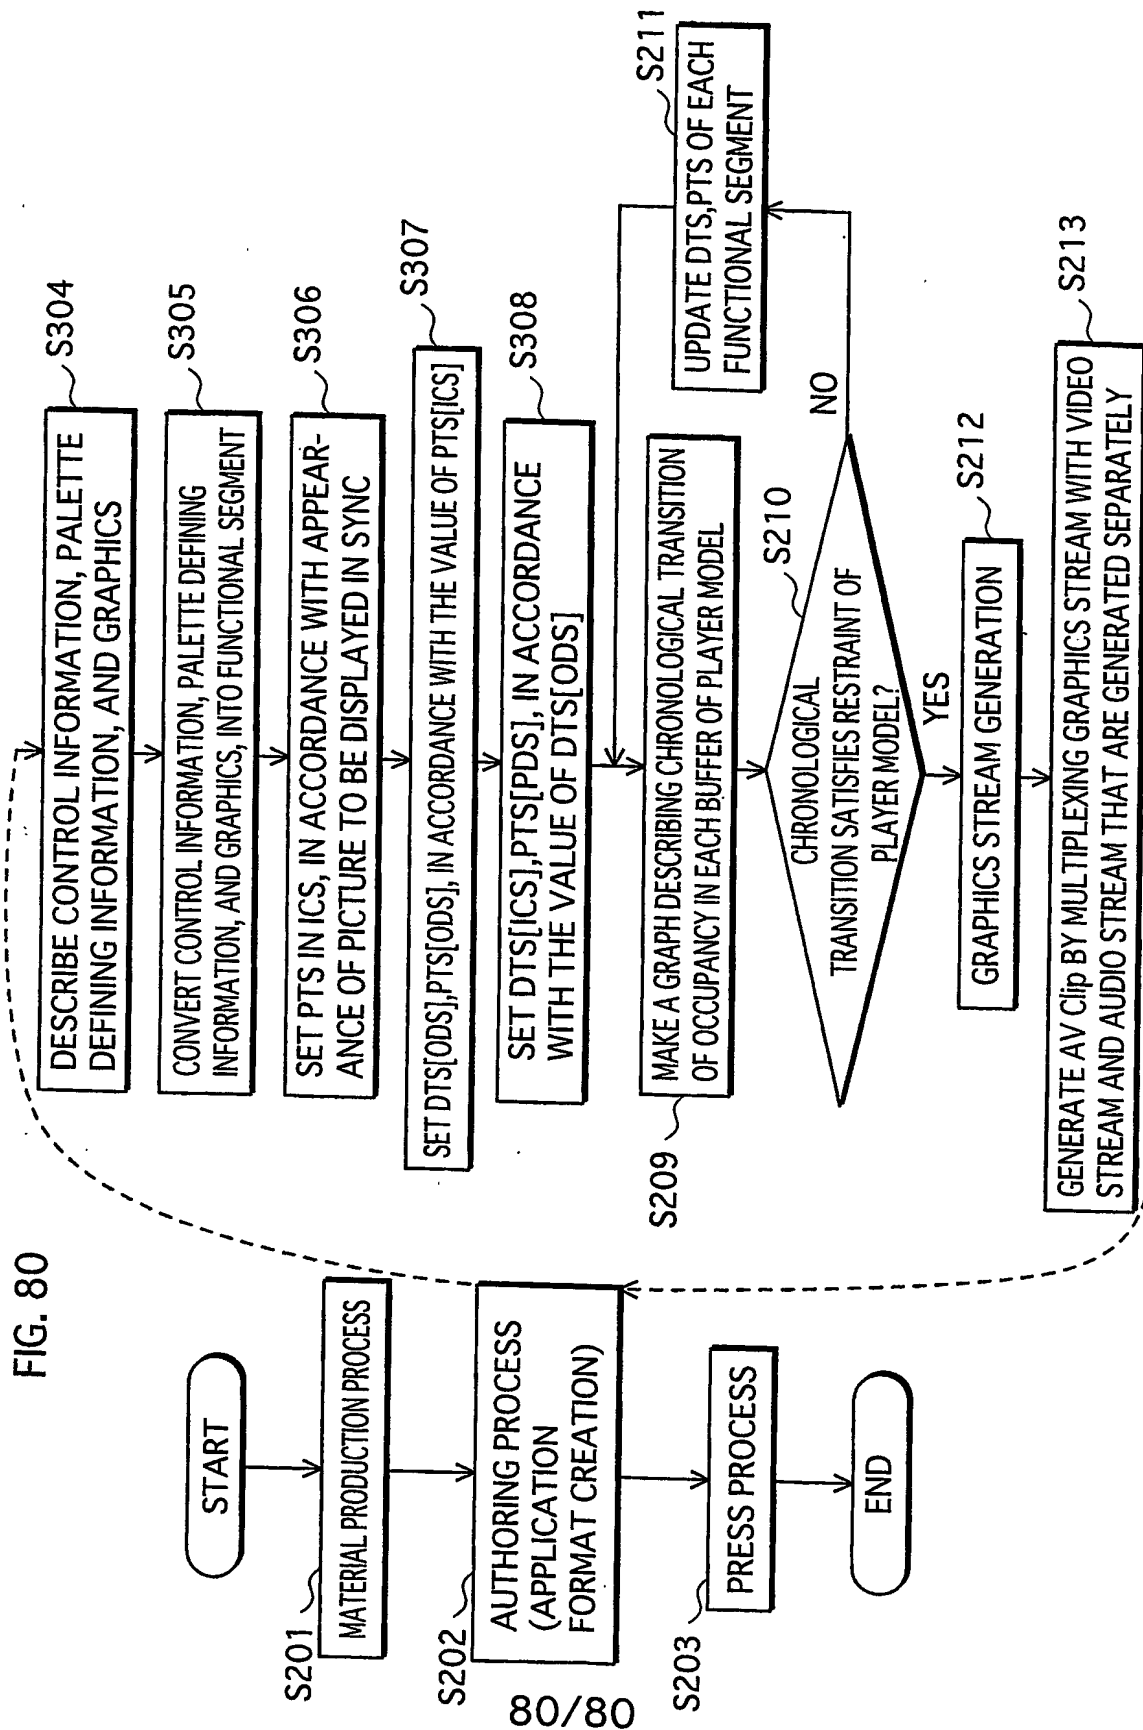 FIG. 80
START
S201
MATERIAL PRODUCTION PROCESS
S202
AUTHORING PROCESS
(APPLICATION
FORMAT CREATION)
S203
PRESS PROCESS
END
S304
DESCRIBE CONTROL INFORMATION, PALETTE
DEFINING INFORMATION, AND GRAPHICS
S305
CONVERT CONTROL INFORMATION, PALETTE DEFINING
INFORMATION, AND GRAPHICS, INTO FUNCTIONAL SEGMENT
S306
SET PTS IN ICS, IN ACCORDANCE WITH APPEAR-
ANCE OF PICTURE TO BE DISPLAYED IN SYNC
S307
SET DTS[ODS],PTS[ODS], IN ACCORDANCE WITH THE VALUE OF PTS[ICS]
S308
SET DTS[ICS],PTS[PDS], IN ACCORDANCE
WITH THE VALUE OF DTS[ODS]
S209
MAKE A GRAPH DESCRIBING CHRONOLOGICAL TRANSITION
OF OCCUPANCY IN EACH BUFFER OF PLAYER MODEL
S210
CHRONOLOGICAL
TRANSITION SATISFIES RESTRAINT OF
PLAYER MODEL?
NO
YES
S211
UPDATE DTS,PTS OF EACH
FUNCTIONAL SEGMENT
S212
GRAPHICS STREAM GENERATION
S213
GENERATE AV Clip BY MULTIPLEXING GRAPHICS STREAM WITH VIDEO
STREAM AND AUDIO STREAM THAT ARE GENERATED SEPARATELY
80/80